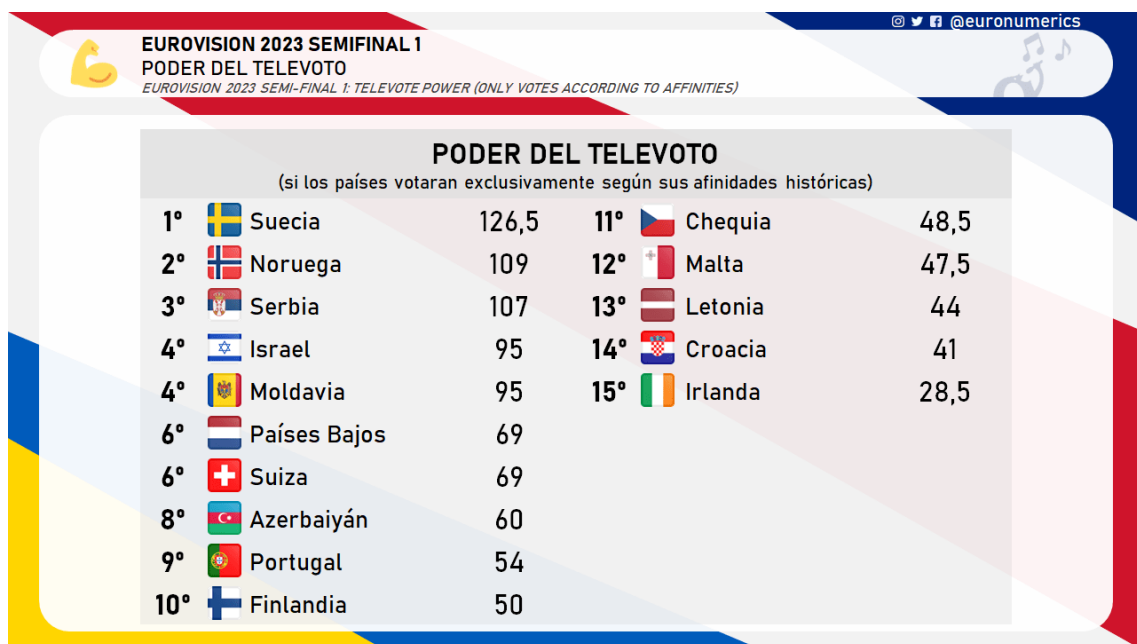 @euronumerics
EUROVISION 2023 SEMIFINAL 1
PODER DEL TELEVOTO
EUROVISION 2023 SEMI-FINAL 1: TELEVOTE POWER (ONLY VOTES ACCORDING TO AFFINITIES)
PODER DEL TELEVOTO
(si los países votaran exclusivamente según sus afinidades históricas)
1º Suecia 126,5
2º Noruega 109
3º Serbia 107
4º Israel 95
4º Moldavia 95
6º Países Bajos 69
6º Suiza 69
8º Azerbaiyán 60
9º Portugal 54
10º Finlandia 50
11º Chequia 48,5
12º Malta 47,5
13º Letonia 44
14º Croacia 41
15º Irlanda 28,5